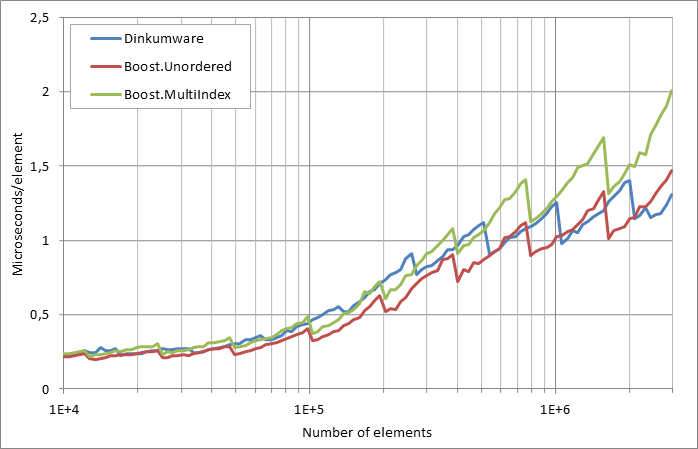 2,5
Dinkumware
Boost.Unordered
Boost.MultiIndex
2
1,5
1
0,5
0
Microseconds/element
1E+4
1E+5
1E+6
Number of elements